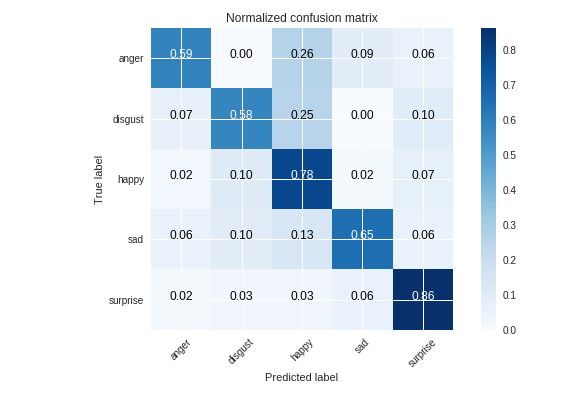 Normalized confusion matrix
anger 0.59 0.00 0.26 0.09 0.06
disgust 0.07 0.58 0.25 0.00 0.10
happy 0.02 0.10 0.78 0.02 0.07
sad 0.06 0.10 0.13 0.65 0.06
surprise 0.02 0.03 0.03 0.06 0.86
True label
anger disgust happy sad surprise
Predicted label
0.8
0.7
0.6
0.5
0.4
0.3
0.2
0.1
0.0